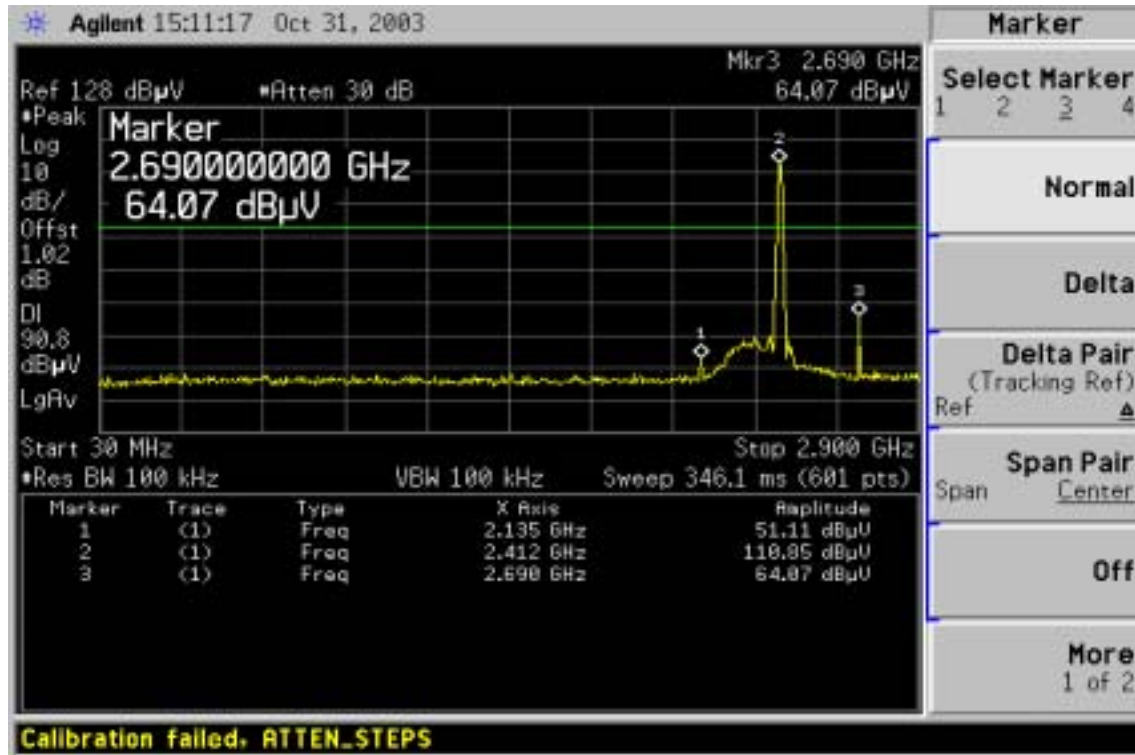 Agilent 15:11:17 Oct 31, 2003
Marker
Mkr3 2.690 GHz
Ref 128 dBµV *Atten 30 dB 64.07 dBµV
*Peak
Log
10
dB/
Offst
1.02
dB
DI
90.8
dBµV
LgAv
Marker
2.690000000 GHz
64.07 dBµV
1
2
3
Start 30 MHz Stop 2.900 GHz
*Res BW 100 kHz VBW 100 kHz Sweep 346.1 ms (601 pts)
Marker Trace Type X Axis Amplitude
1 (1) Freq 2.135 GHz 51.11 dBµV
2 (1) Freq 2.412 GHz 110.85 dBµV
3 (1) Freq 2.690 GHz 64.07 dBµV
Select Marker
1 2 3 4
Normal
Delta
Delta Pair
(Tracking Ref)
Ref Δ
Span Pair
Span Center
Off
More
1 of 2
Calibration failed, ATTEN_STEPS